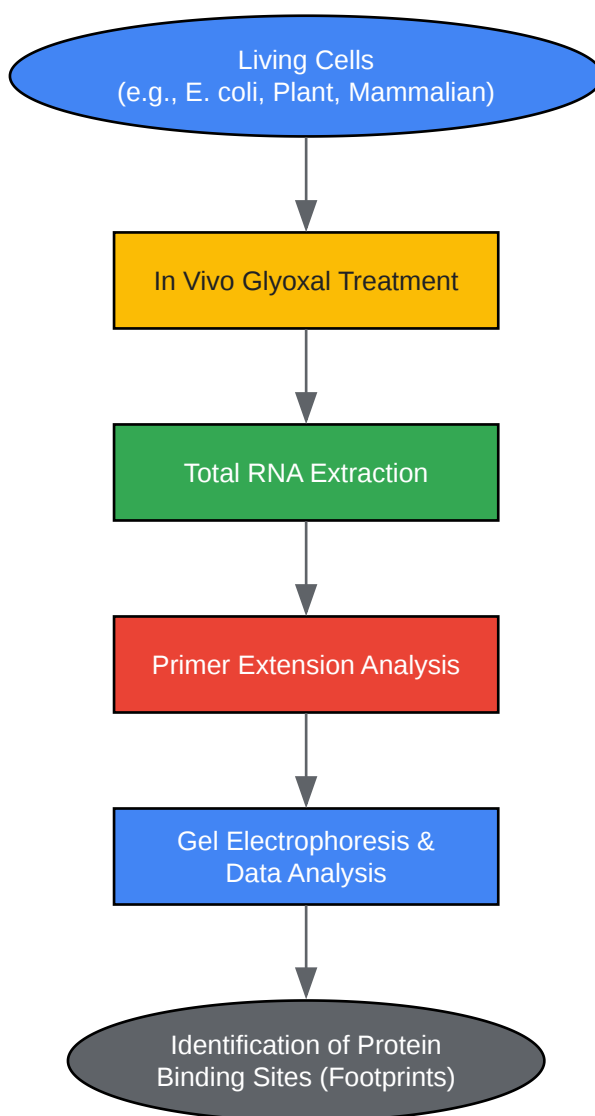 Living Cells
(e.g., E. coli, Plant, Mammalian)
In Vivo Glyoxal Treatment
Total RNA Extraction
Primer Extension Analysis
Gel Electrophoresis &
Data Analysis
Identification of Protein
Binding Sites (Footprints)